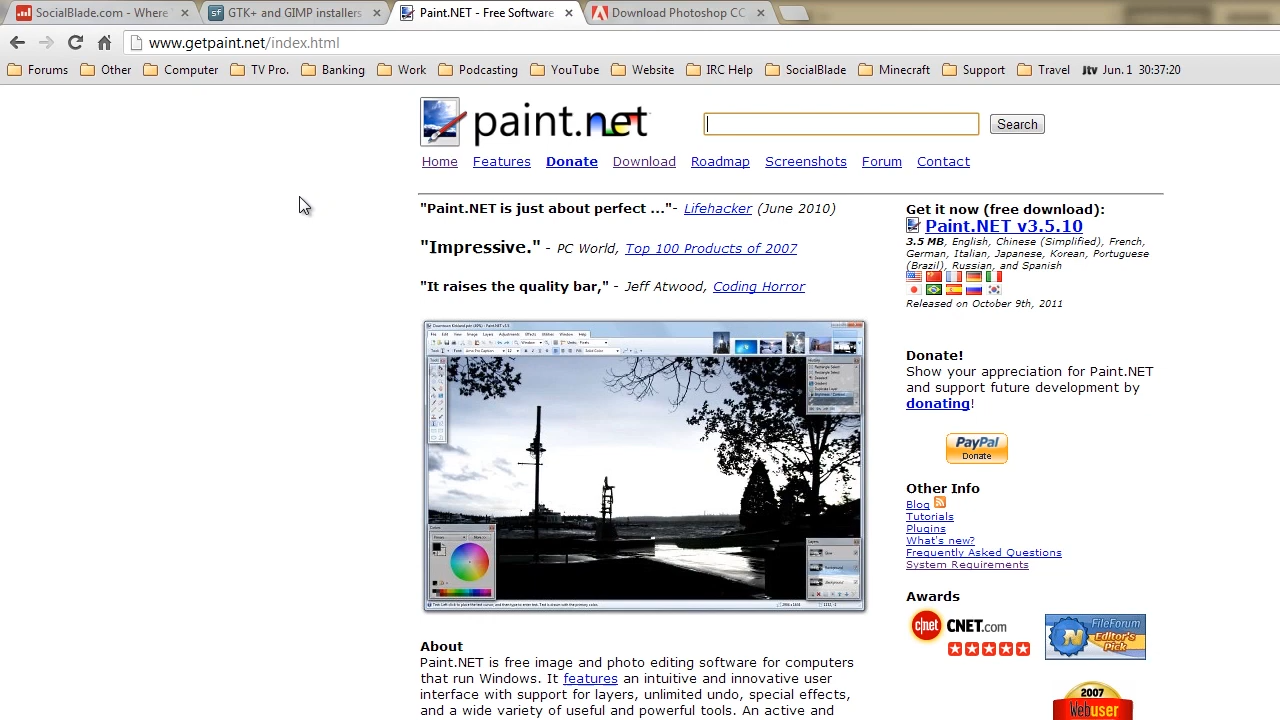 SocialBlade.com - Where
GTK+ and GIMP installers
Paint.NET - Free Software
Download Photoshop CC
www.getpaint.net/index.html
Forums Other Computer TV Pro. Banking Work Podcasting YouTube Website IRC Help SocialBlade Minecraft Support Travel jtv Jun. 1 30:37:20
paint.net
Search
Home Features Donate Download Roadmap Screenshots Forum Contact
"Paint.NET is just about perfect ..."- Lifehacker (June 2010)
"Impressive." - PC World, Top 100 Products of 2007
"It raises the quality bar," - Jeff Atwood, Coding Horror
Get it now (free download):
Paint.NET v3.5.10
3.5 MB, English, Chinese (Simplified), French,
German, Italian, Japanese, Korean, Portuguese
(Brazil), Russian, and Spanish
Released on October 9th, 2011
Donate!
Show your appreciation for Paint.NET
and support future development by
donating!
PayPal
Donate
Other Info
Blog
Tutorials
Plugins
What's new?
Frequently Asked Questions
System Requirements
Awards
c|net CNET.com
FileForum
Editor's
Pick
2007
Webuser
About
Paint.NET is free image and photo editing software for computers
that run Windows. It features an intuitive and innovative user
interface with support for layers, unlimited undo, special effects,
and a wide variety of useful and powerful tools. An active and